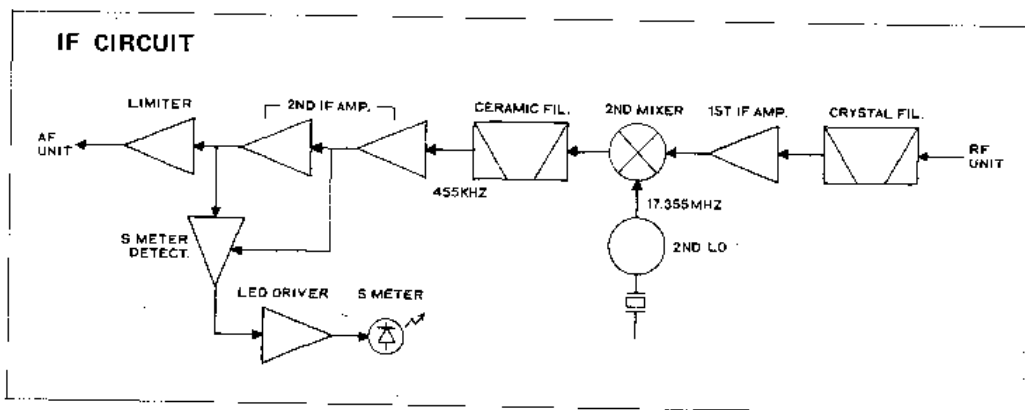 IF CIRCUIT
LIMITER
2ND IF AMP.
CERAMIC FIL.
2ND MIXER
1ST IF AMP.
CRYSTAL FIL.
AF
UNIT
RF
UNIT
455KHZ
17.355MHZ
S METER
DETECT.
2ND LO
LED DRIVER
S METER